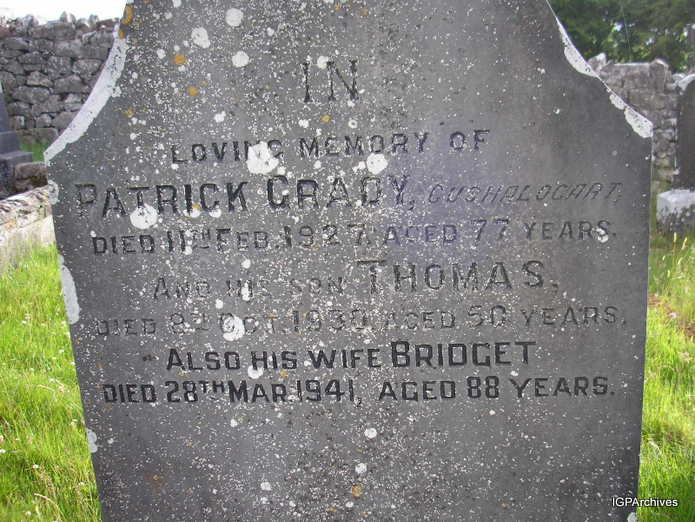 IN
LOVING MEMORY OF
PATRICK GRADY, CUSHALOGART,
DIED 11TH FEB. 1927, AGED 77 YEARS.
AND HIS SON THOMAS,
DIED OCT. 1930 AGED 50 YEARS,
ALSO HIS WIFE BRIDGET
DIED 28TH MAR. 1941, AGED 88 YEARS.
IGPArchives